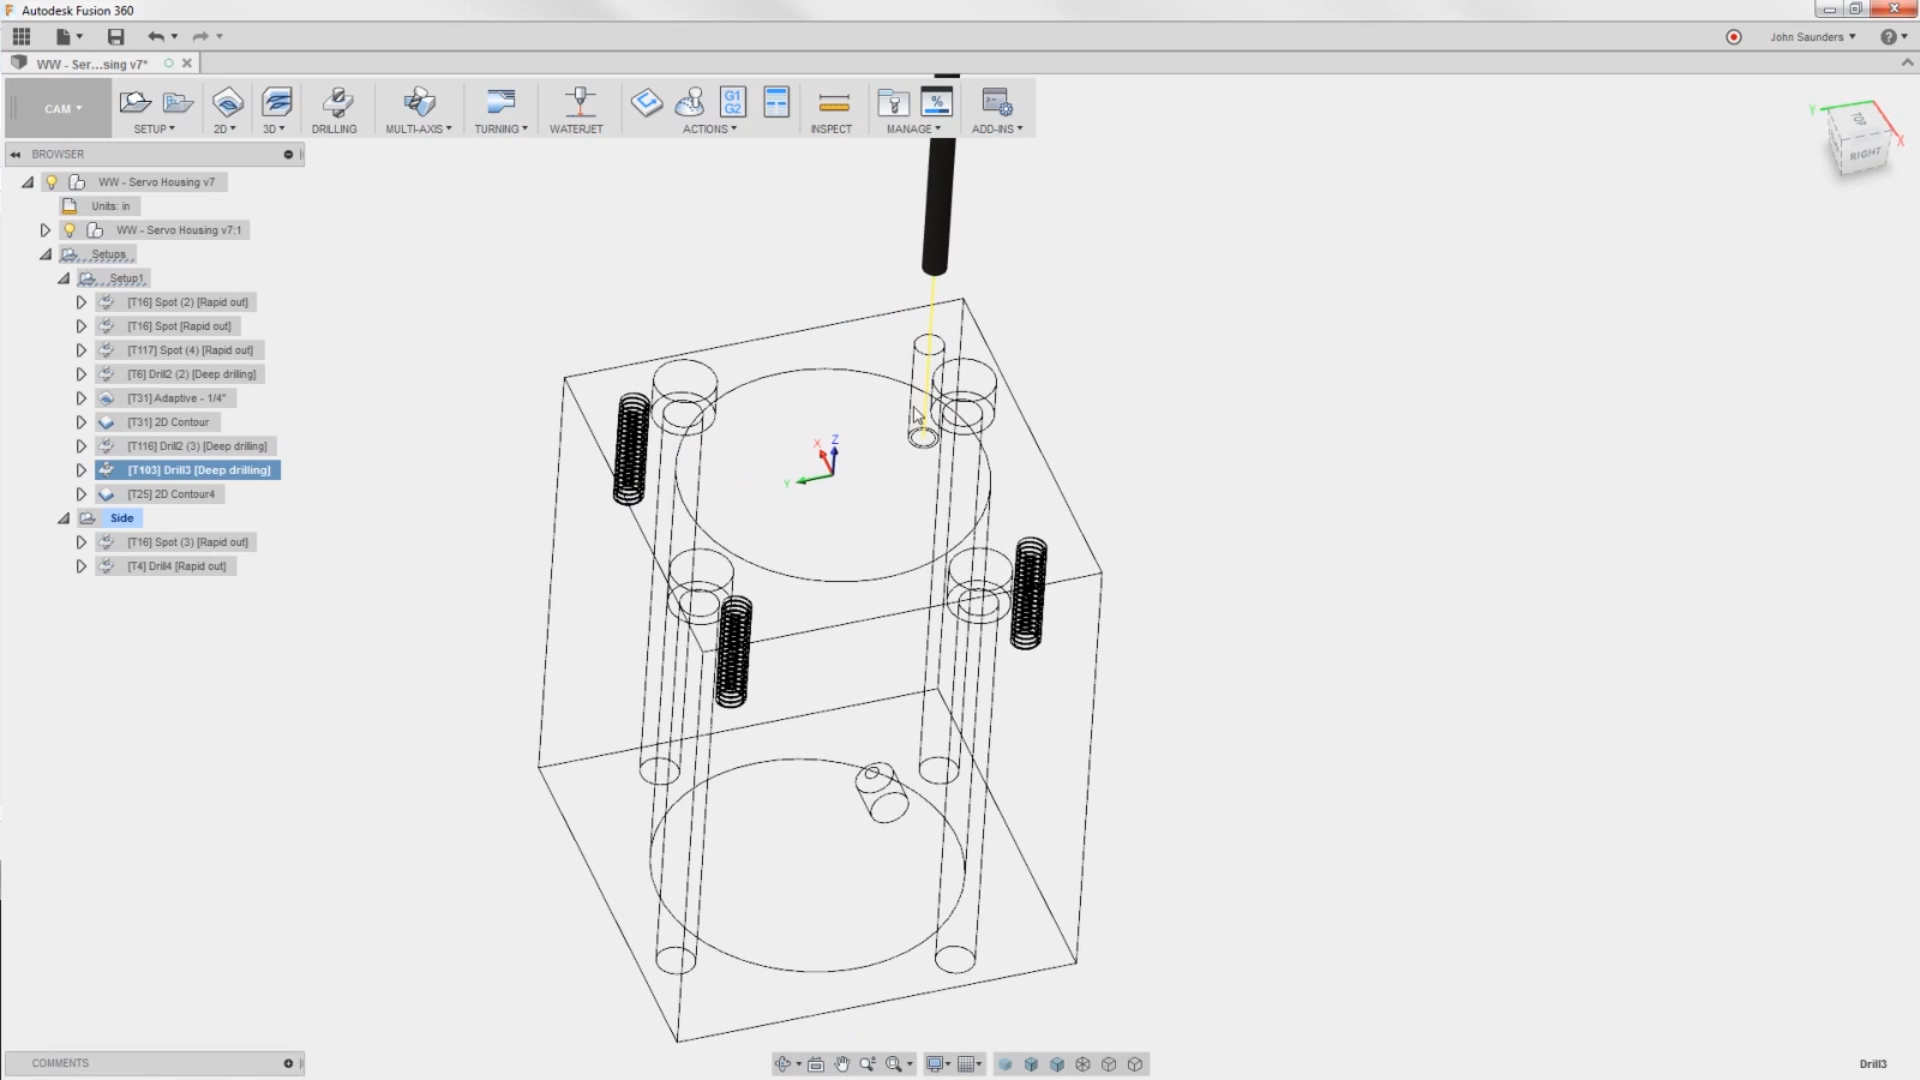 Autodesk Fusion 360
John Saunders
WW - Ser...sing v7*
CAM
SETUP
2D
3D
DRILLING
MULTI-AXIS
TURNING
WATERJET
G1
G2
ACTIONS
INSPECT
%
MANAGE
ADD-INS
BROWSER
WW - Servo Housing v7
Units: in
WW - Servo Housing v7:1
Setups
Setup1
[T16] Spot (2) [Rapid out]
[T16] Spot [Rapid out]
[T117] Spot (4) [Rapid out]
[T6] Drill2 (2) [Deep drilling]
[T31] Adaptive - 1/4"
[T31] 2D Contour
[T116] Drill2 (3) [Deep drilling]
[T103] Drill3 [Deep drilling]
[T25] 2D Contour4
Side
[T16] Spot (3) [Rapid out]
[T4] Drill4 [Rapid out]
X
Z
Y
Y
X
TOP
RIGHT
COMMENTS
Drill3